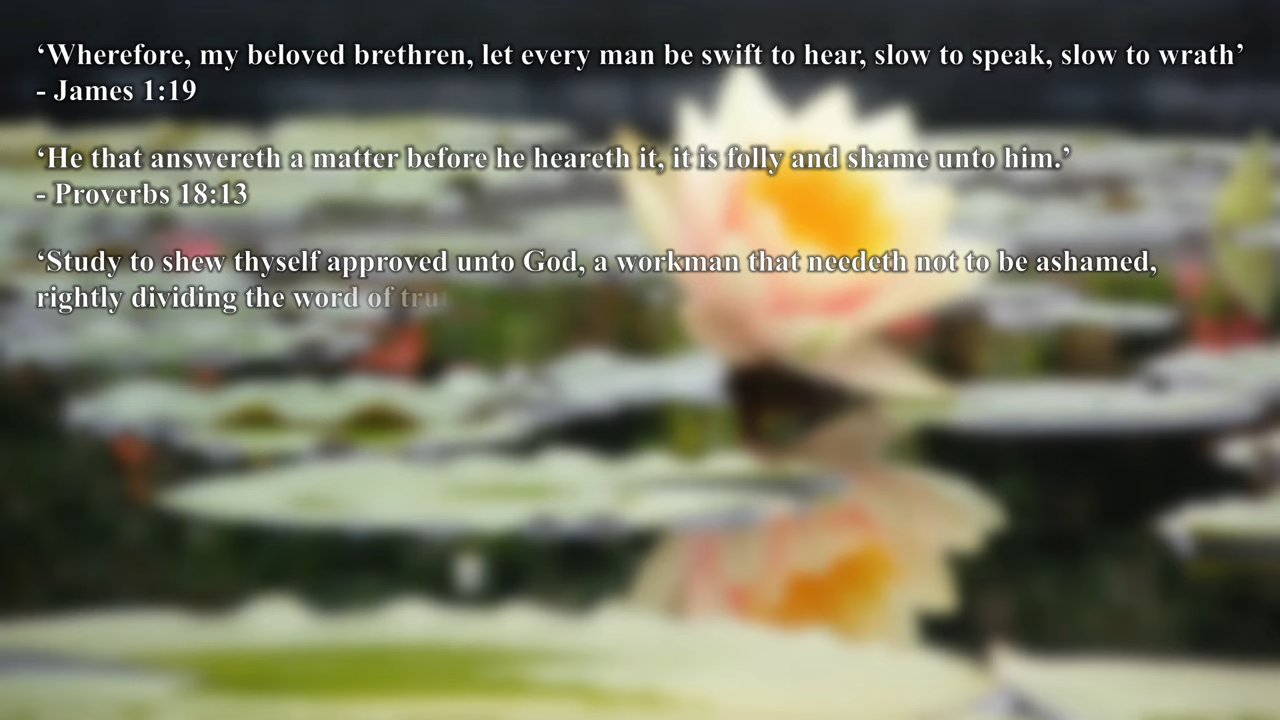 ‘Wherefore, my beloved brethren, let every man be swift to hear, slow to speak, slow to wrath’
- James 1:19
‘He that answereth a matter before he heareth it, it is folly and shame unto him.’
- Proverbs 18:13
‘Study to shew thyself approved unto God, a workman that needeth not to be ashamed,
rightly dividing the word of